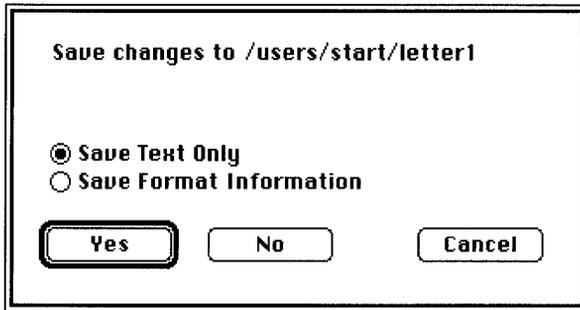 Save changes to /users/start/letter1
Save Text Only
Save Format Information
Yes No Cancel